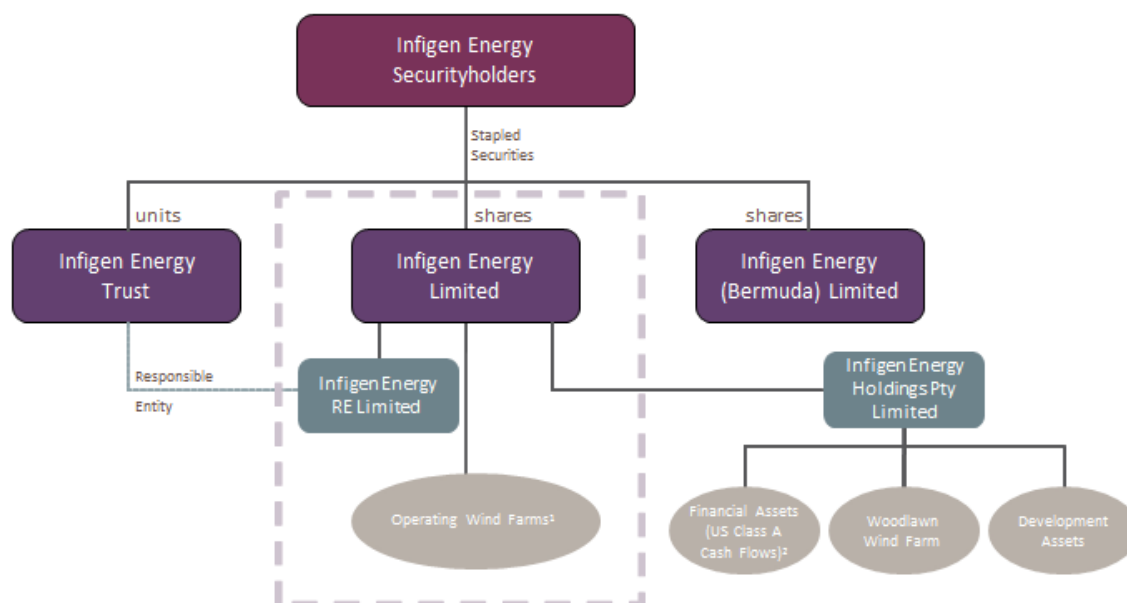 Infigen Energy
Securityholders
Stapled
Securities
units
shares
shares
Infigen Energy
Trust
Infigen Energy
Limited
Infigen Energy
(Bermuda) Limited
Responsible
Entity
Infigen Energy
RE Limited
Infigen Energy
Holdings Pty
Limited
Operating Wind Farms¹
Financial Assets
(US Class A
Cash Flows)²
Woodlawn
Wind Farm
Development
Assets